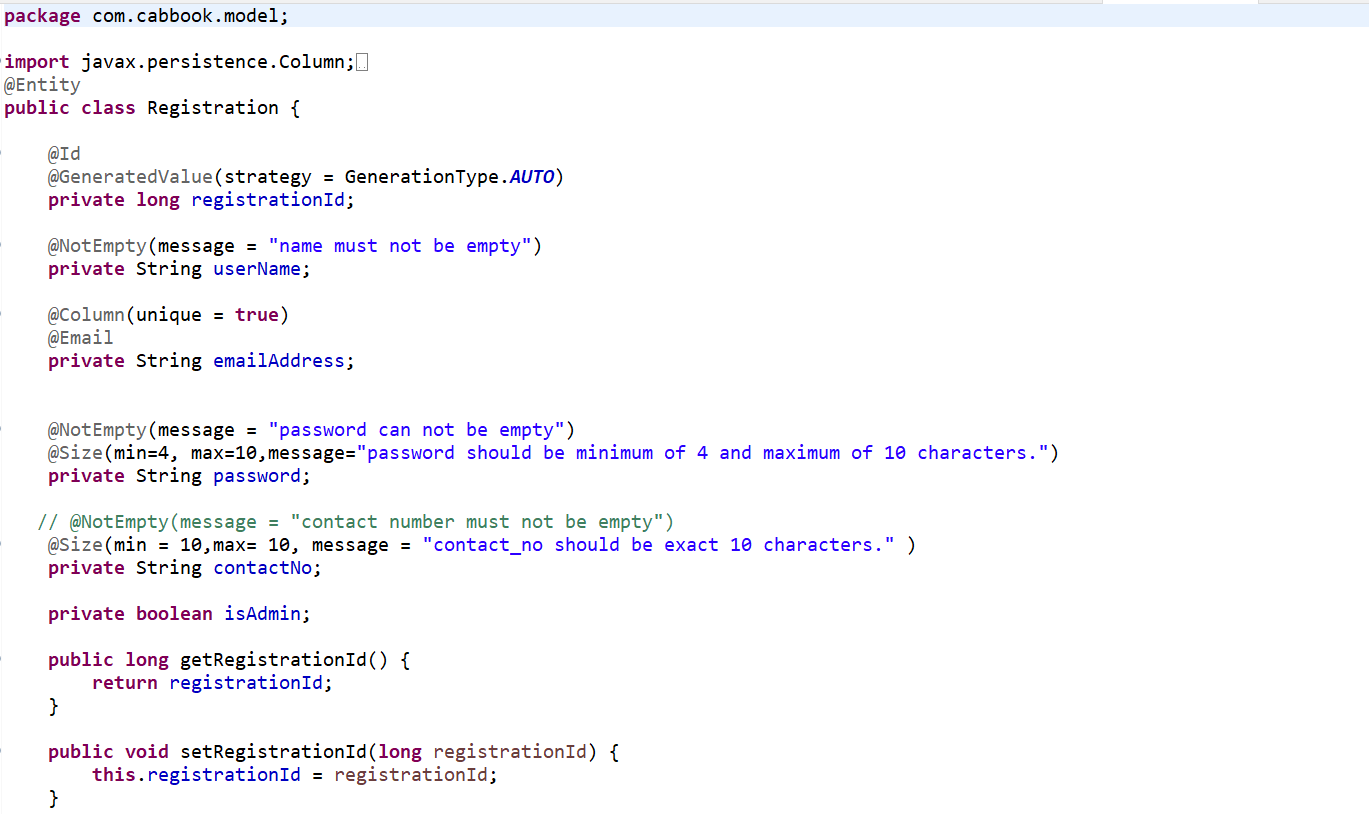 package com.cabbook.model;
import javax.persistence.Column;
@Entity
public class Registration {
@Id
@GeneratedValue(strategy = GenerationType.AUTO)
private long registrationId;
@NotEmpty(message = "name must not be empty")
private String userName;
@Column(unique = true)
@Email
private String emailAddress;
@NotEmpty(message = "password can not be empty")
@Size(min=4, max=10,message="password should be minimum of 4 and maximum of 10 characters.")
private String password;
// @NotEmpty(message = "contact number must not be empty")
@Size(min = 10,max= 10, message = "contact_no should be exact 10 characters." )
private String contactNo;
private boolean isAdmin;
public long getRegistrationId() {
return registrationId;
}
public void setRegistrationId(long registrationId) {
this.registrationId = registrationId;
}